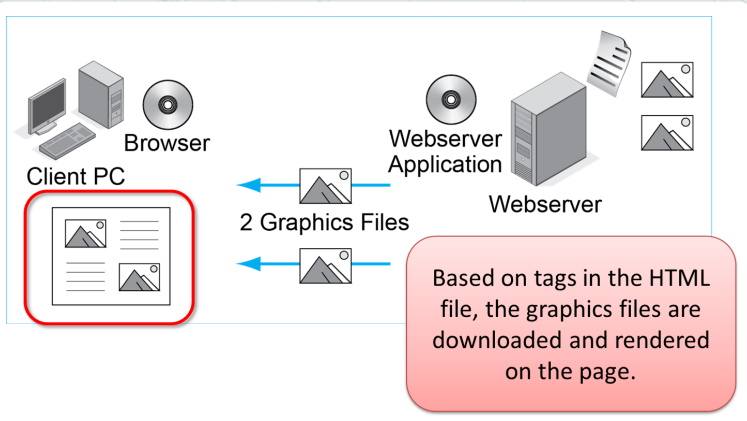 Browser
Client PC
Webserver
Application
Webserver
2 Graphics Files
Based on tags in the HTML
file, the graphics files are
downloaded and rendered
on the page.